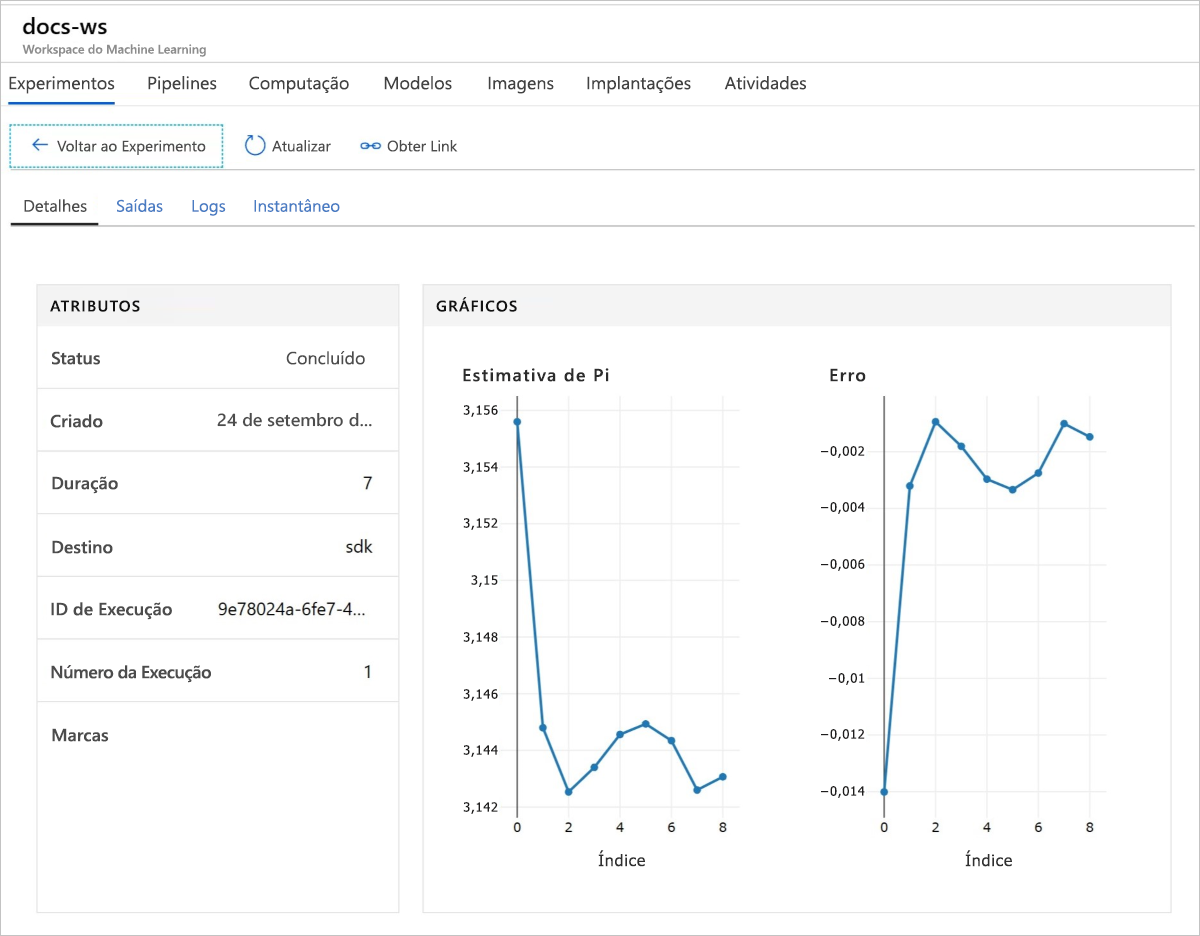 docs-ws
Workspace do Machine Learning
Experimentos Pipelines Computação Modelos Imagens Implantações Atividades
Voltar ao Experimento Atualizar Obter Link
Detalhes Saídas Logs Instantâneo
ATRIBUTOS
Status Concluído
Criado 24 de setembro d...
Duração 7
Destino sdk
ID de Execução 9e78024a-6fe7-4...
Número da Execução 1
Marcas
GRÁFICOS
Estimativa de Pi
3,156
3,154
3,152
3,15
3,148
3,146
3,144
3,142
0 2 4 6 8
Índice
Erro
−0,002
−0,004
−0,006
−0,008
−0,01
−0,012
−0,014
0 2 4 6 8
Índice